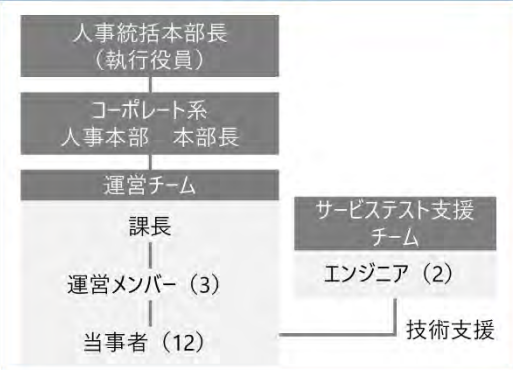 人事統括本部長
（執行役員）
コーポレート系
人事本部　本部長
運営チーム
課長
運営メンバー（3）
当事者（12）
サービステスト支援
チーム
エンジニア（2）
技術支援